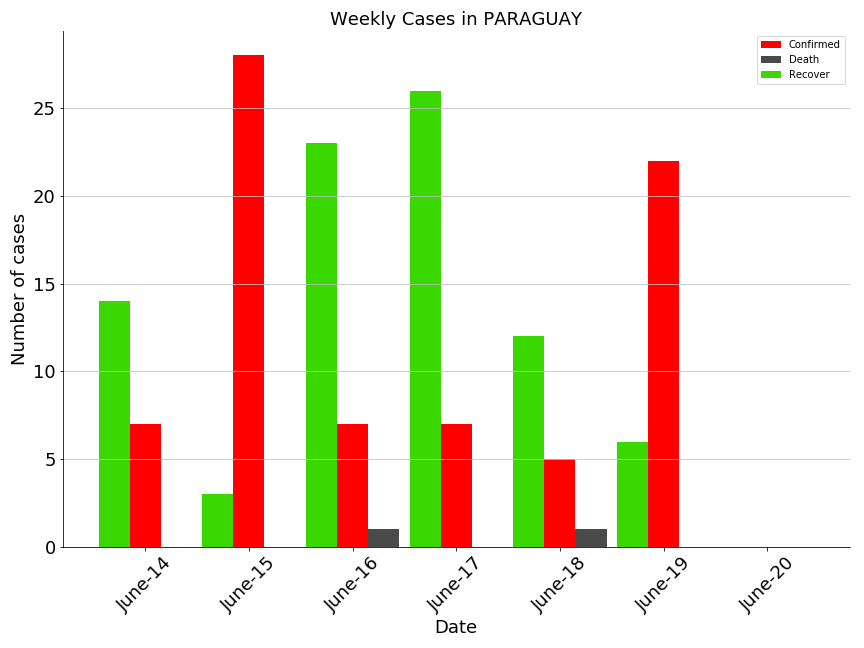 Weekly Cases in PARAGUAY
Confirmed
Death
Recover
Number of cases
25
20
15
10
5
0
June-14
June-15
June-16
June-17
June-18
June-19
June-20
Date